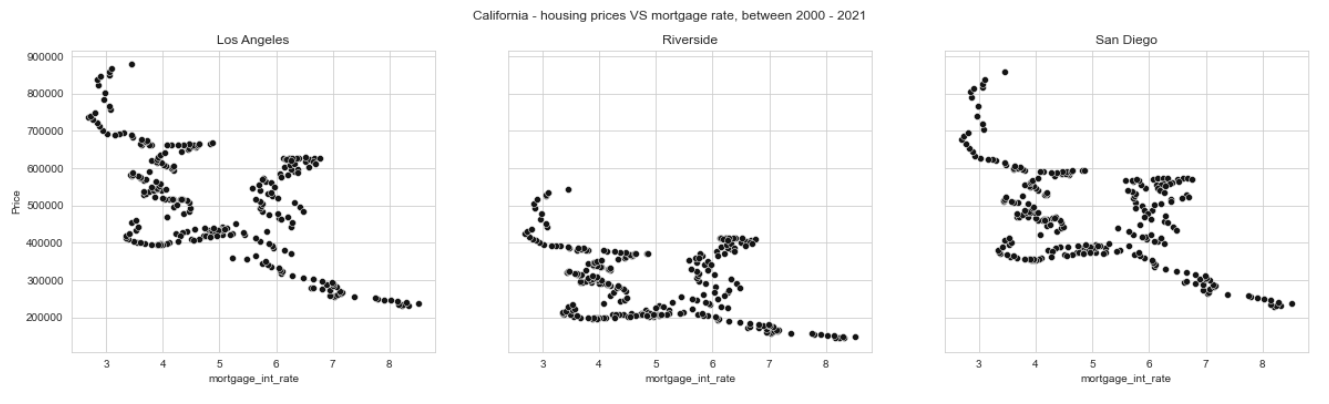 California - housing prices VS mortgage rate, between 2000 - 2021
Los Angeles
Riverside
San Diego
Price
900000
800000
700000
600000
500000
400000
300000
200000
3 4 5 6 7 8
3 4 5 6 7 8
3 4 5 6 7 8
mortgage_int_rate
mortgage_int_rate
mortgage_int_rate